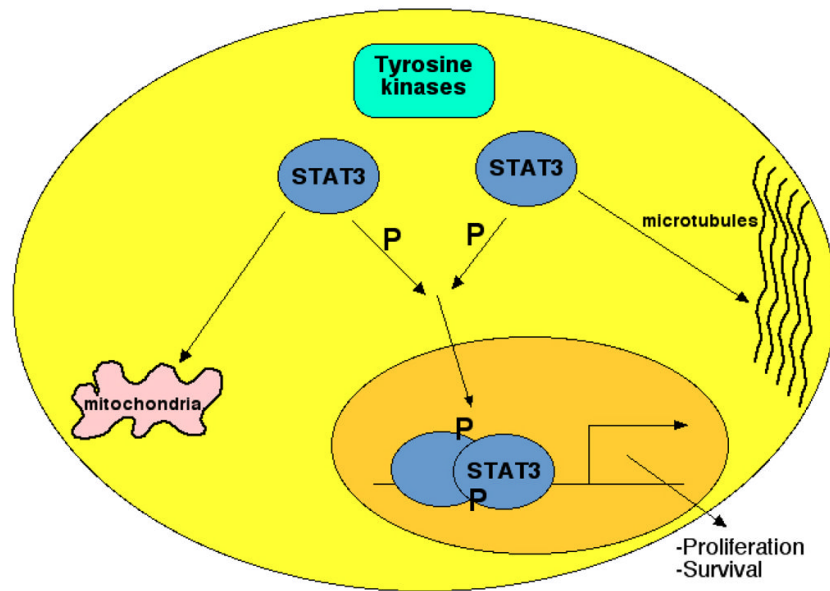 Tyrosine
kinases
STAT3
STAT3
microtubules
P
P
mitochondria
P
STAT3
P
-Proliferation
-Survival